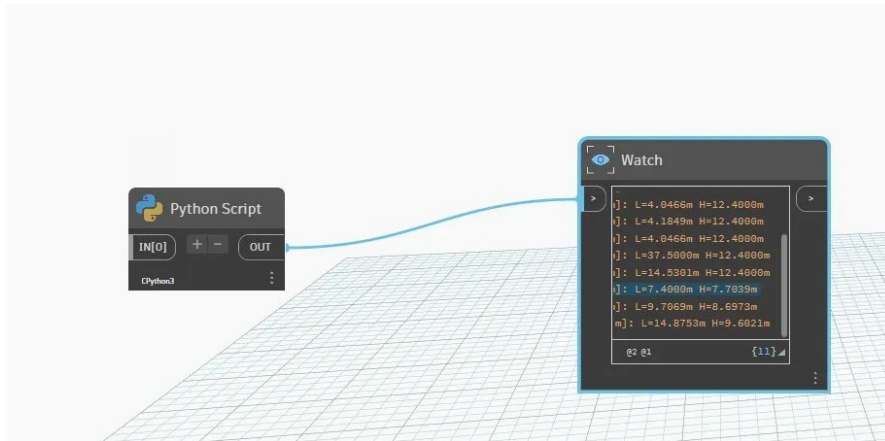 Watch
Python Script
IN[0] + - OUT
CPython3
> >
]: L=4.0466m H=12.4000m
]: L=4.1849m H=12.4000m
]: L=4.0466m H=12.4000m
]: L=37.5000m H=12.4000m
]: L=14.5301m H=12.4000m
]: L=7.4000m H=7.7039m
]: L=9.7069m H=8.6973m
m]: L=14.8753m H=9.6021m
@2 @1 {11}